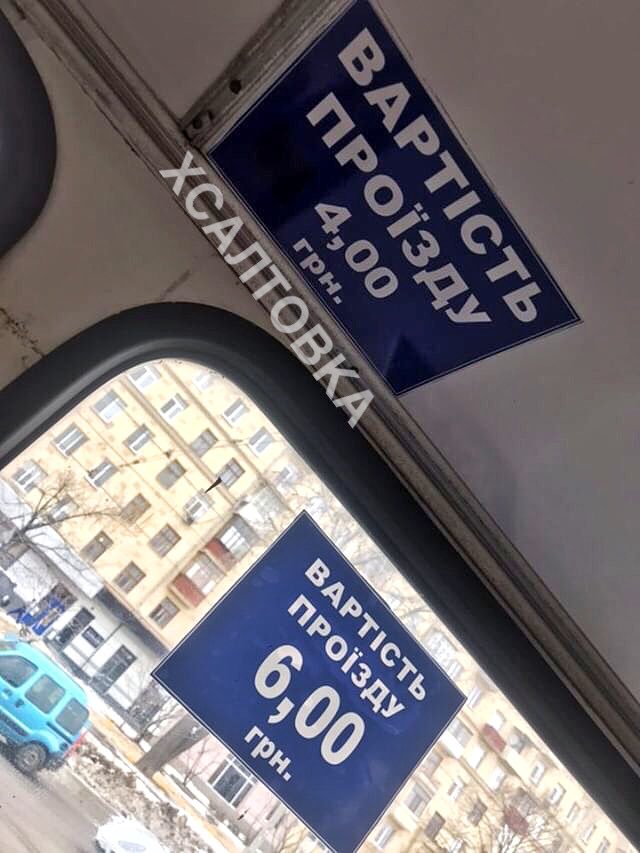 ВАРТІСТЬ
ПРОЇЗДУ
4,00
грн.
ХСАЛТОВКА
ВАРТІСТЬ
ПРОЇЗДУ
6,00
грн.